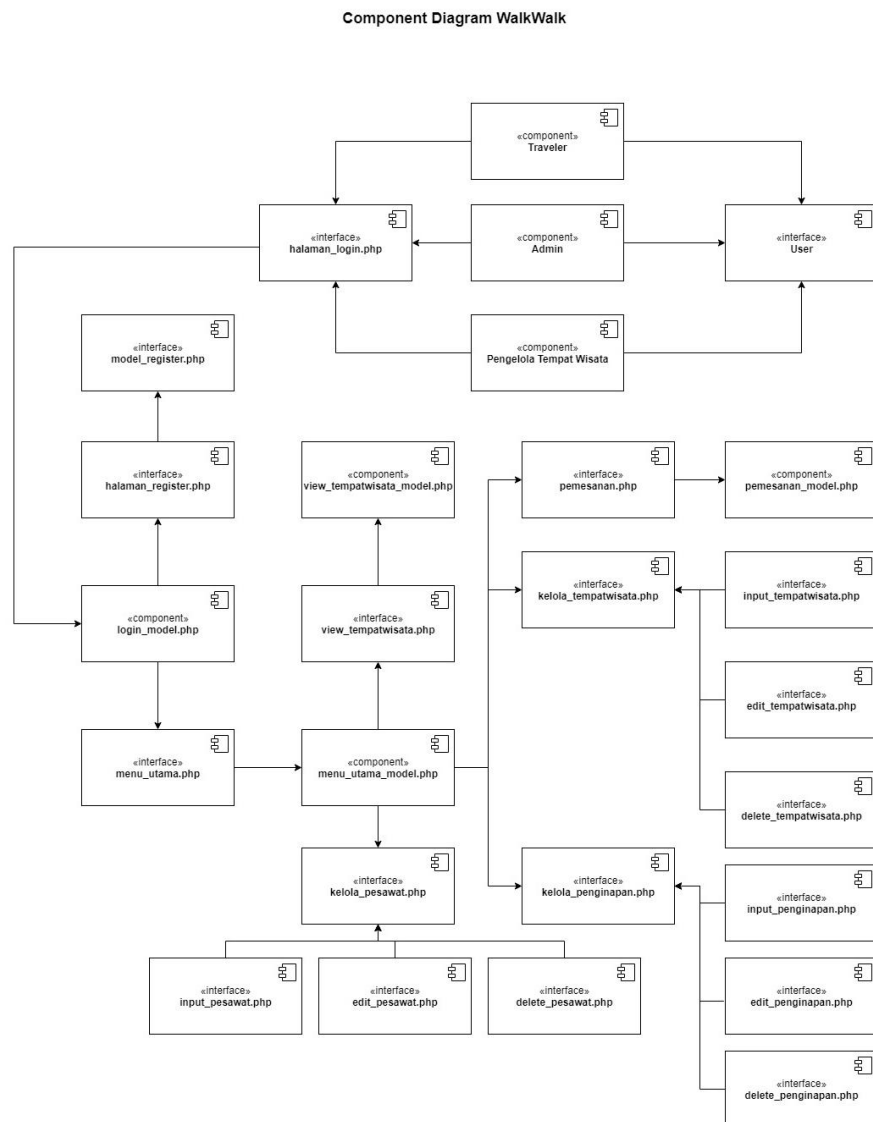 Component Diagram WalkWalk
«component»
Traveler
«interface»
halaman_login.php
«component»
Admin
«interface»
User
«component»
Pengelola Tempat Wisata
«interface»
model_register.php
«interface»
halaman_register.php
«component»
view_tempatwisata_model.php
«interface»
pemesanan.php
«component»
pemesanan_model.php
«interface»
kelola_tempatwisata.php
«interface»
input_tempatwisata.php
«component»
login_model.php
«interface»
view_tempatwisata.php
«interface»
edit_tempatwisata.php
«interface»
menu_utama.php
«component»
menu_utama_model.php
«interface»
delete_tempatwisata.php
«interface»
kelola_pesawat.php
«interface»
kelola_penginapan.php
«interface»
input_penginapan.php
«interface»
input_pesawat.php
«interface»
edit_pesawat.php
«interface»
delete_pesawat.php
«interface»
edit_penginapan.php
«interface»
delete_penginapan.php